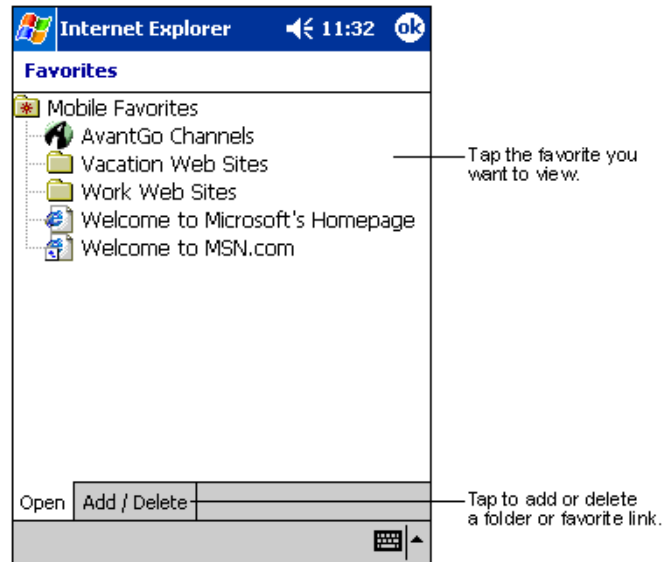 Internet Explorer 11:32 ok
Favorites
Mobile Favorites
AvantGo Channels
Vacation Web Sites
Work Web Sites
Welcome to Microsoft's Homepage
Welcome to MSN.com
Tap the favorite you
want to view.
Open Add / Delete
Tap to add or delete
a folder or favorite link.